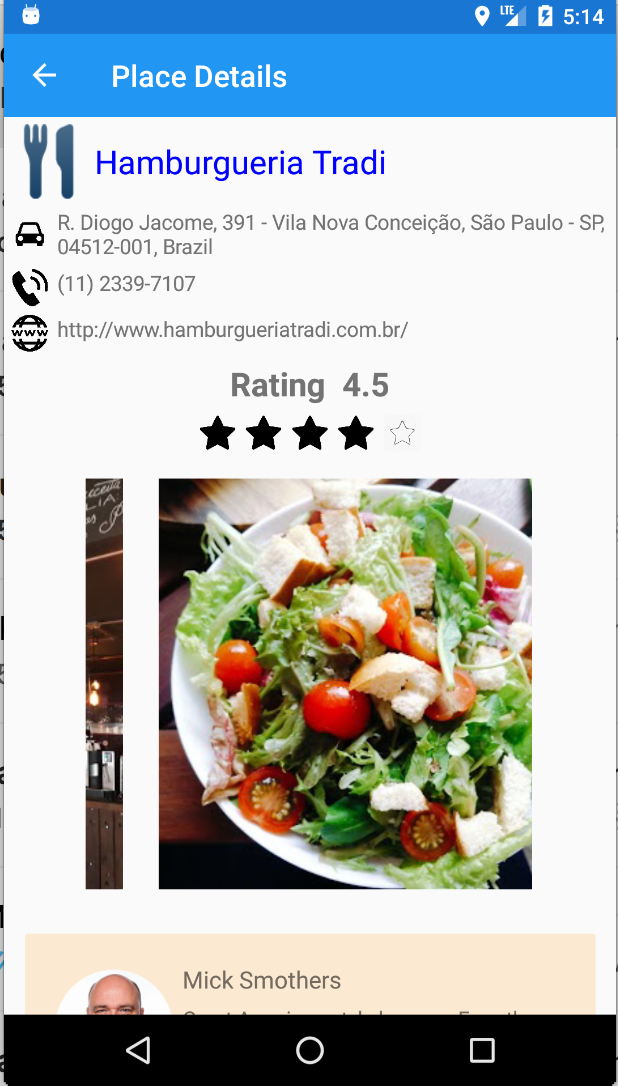 LTE 5:14
Place Details
Hamburgueria Tradi
R. Diogo Jacome, 391 - Vila Nova Conceição, São Paulo - SP,
04512-001, Brazil
(11) 2339-7107
www http://www.hamburgueriatradi.com.br/
Rating 4.5
Mick Smothers